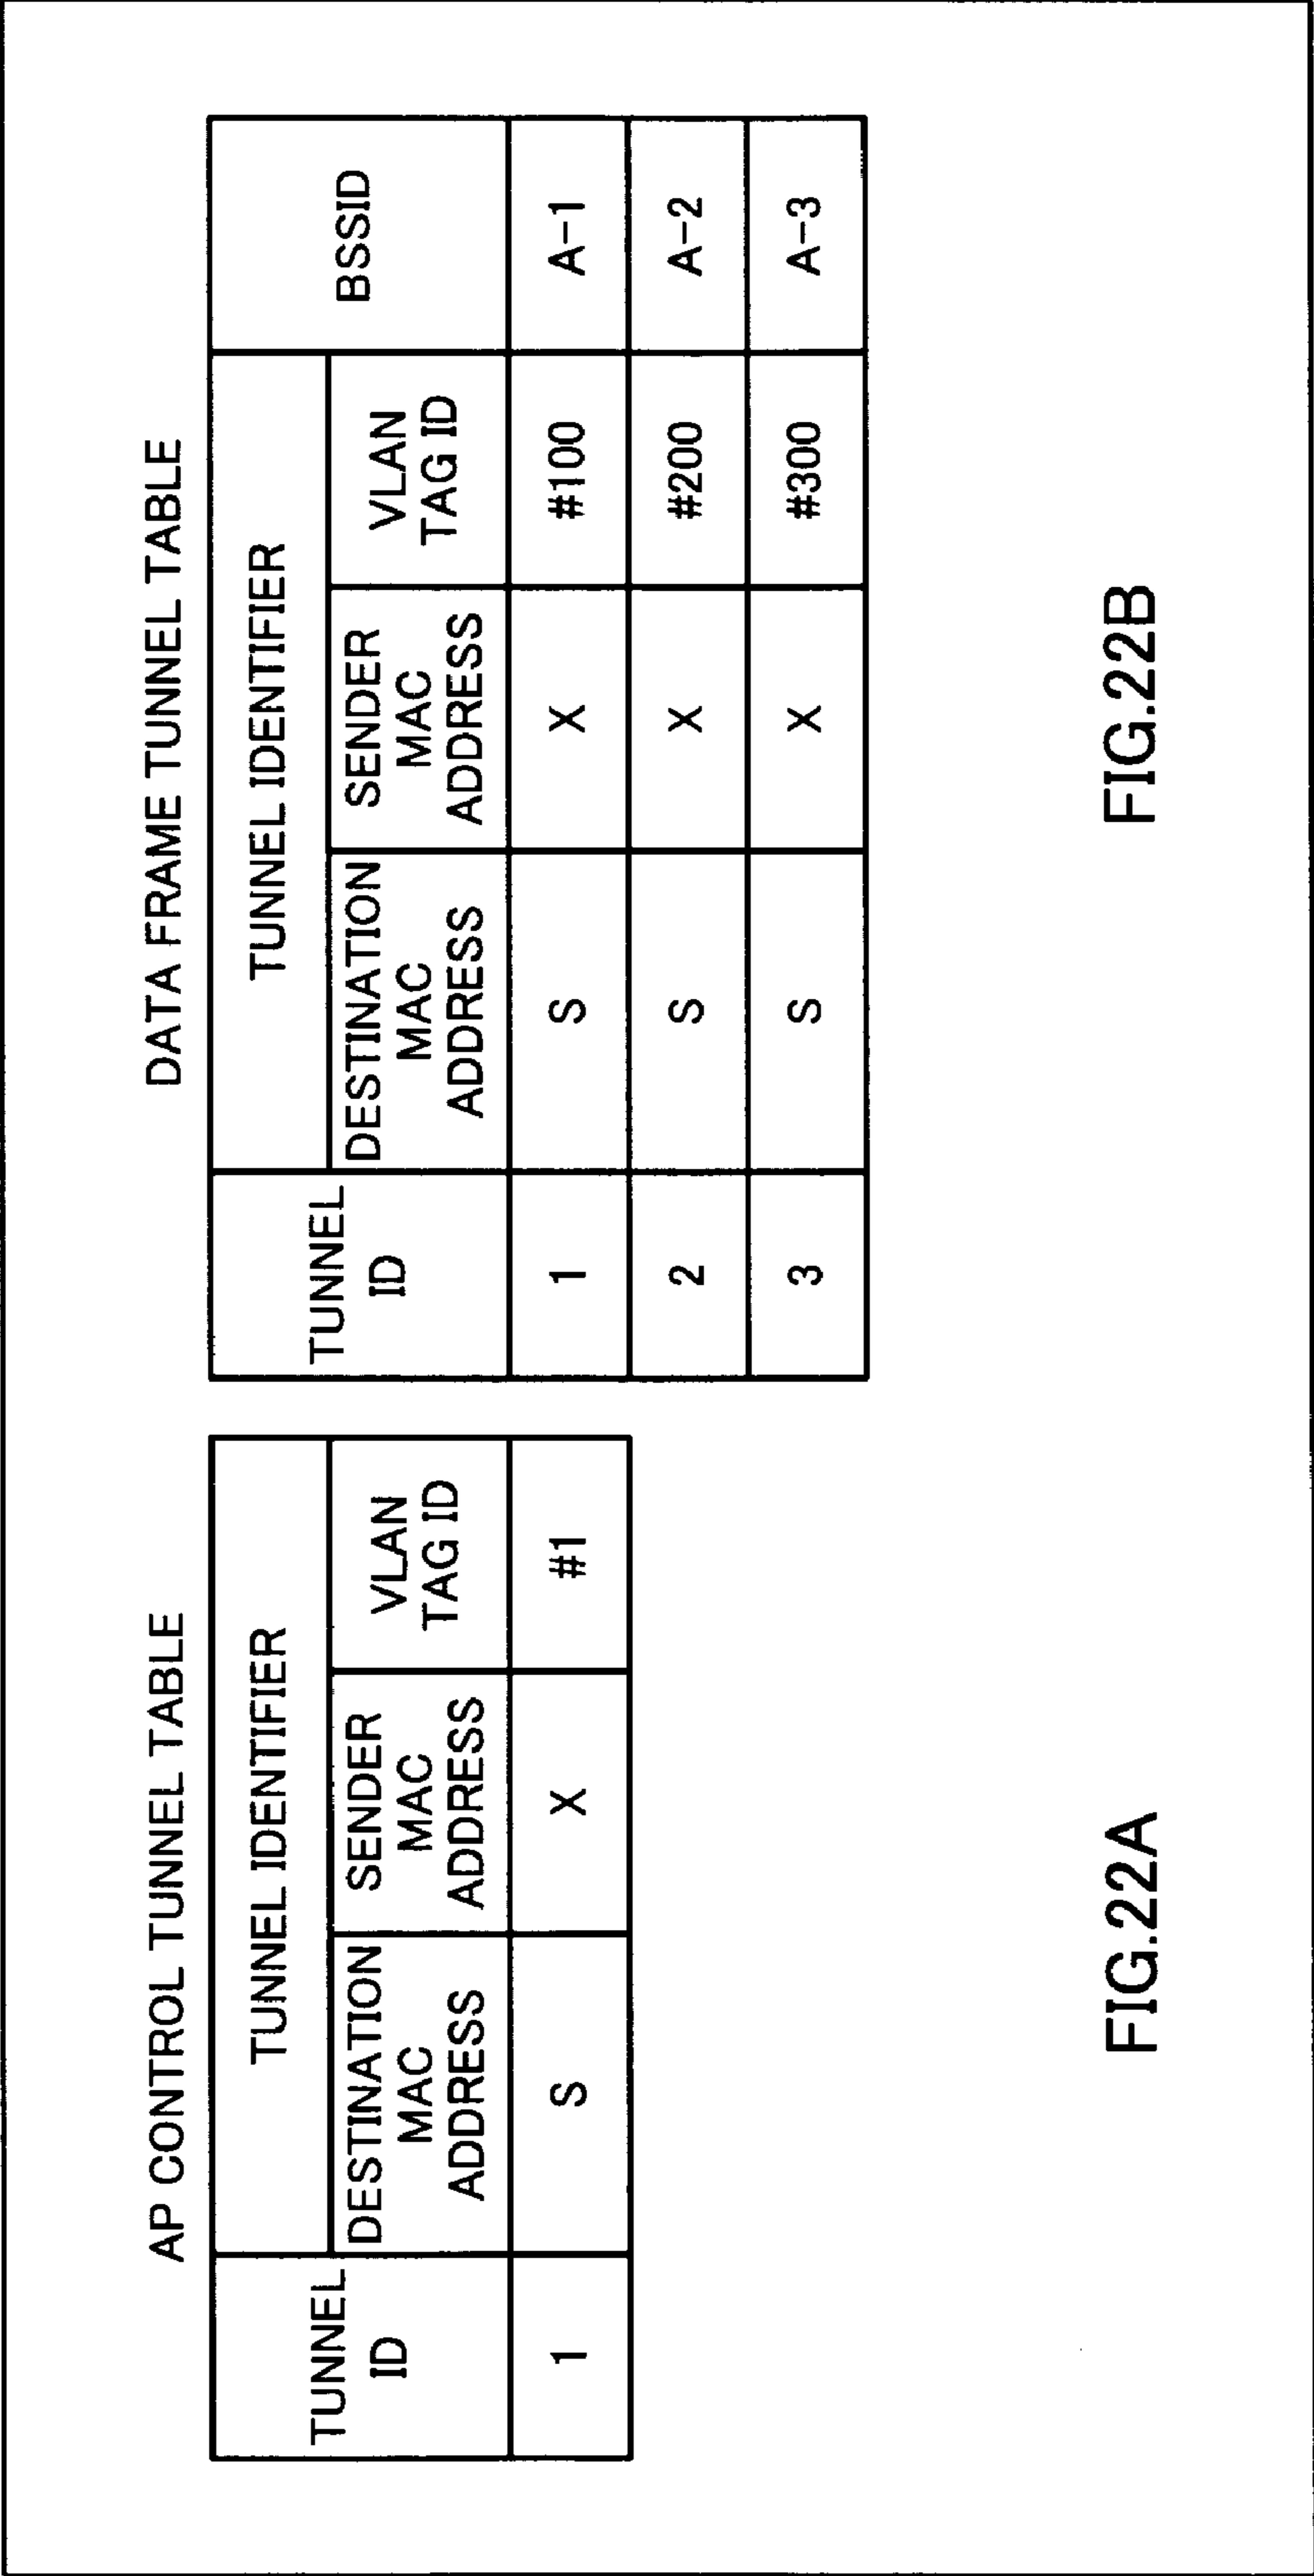 AP CONTROL TUNNEL TABLE
TUNNEL
ID
TUNNEL IDENTIFIER
DESTINATION
MAC
ADDRESS
SENDER
MAC
ADDRESS
VLAN
TAG ID
1 S X #1
FIG.22A
DATA FRAME TUNNEL TABLE
TUNNEL
ID
TUNNEL IDENTIFIER
DESTINATION
MAC
ADDRESS
SENDER
MAC
ADDRESS
VLAN
TAG ID
BSSID
1 S X #100 A-1
2 S X #200 A-2
3 S X #300 A-3
FIG.22B